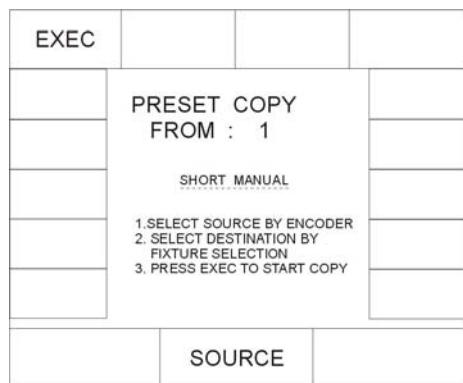 EXEC
PRESET COPY
FROM : 1
SHORT MANUAL
1.SELECT SOURCE BY ENCODER
2. SELECT DESTINATION BY
FIXTURE SELECTION
3. PRESS EXEC TO START COPY
SOURCE